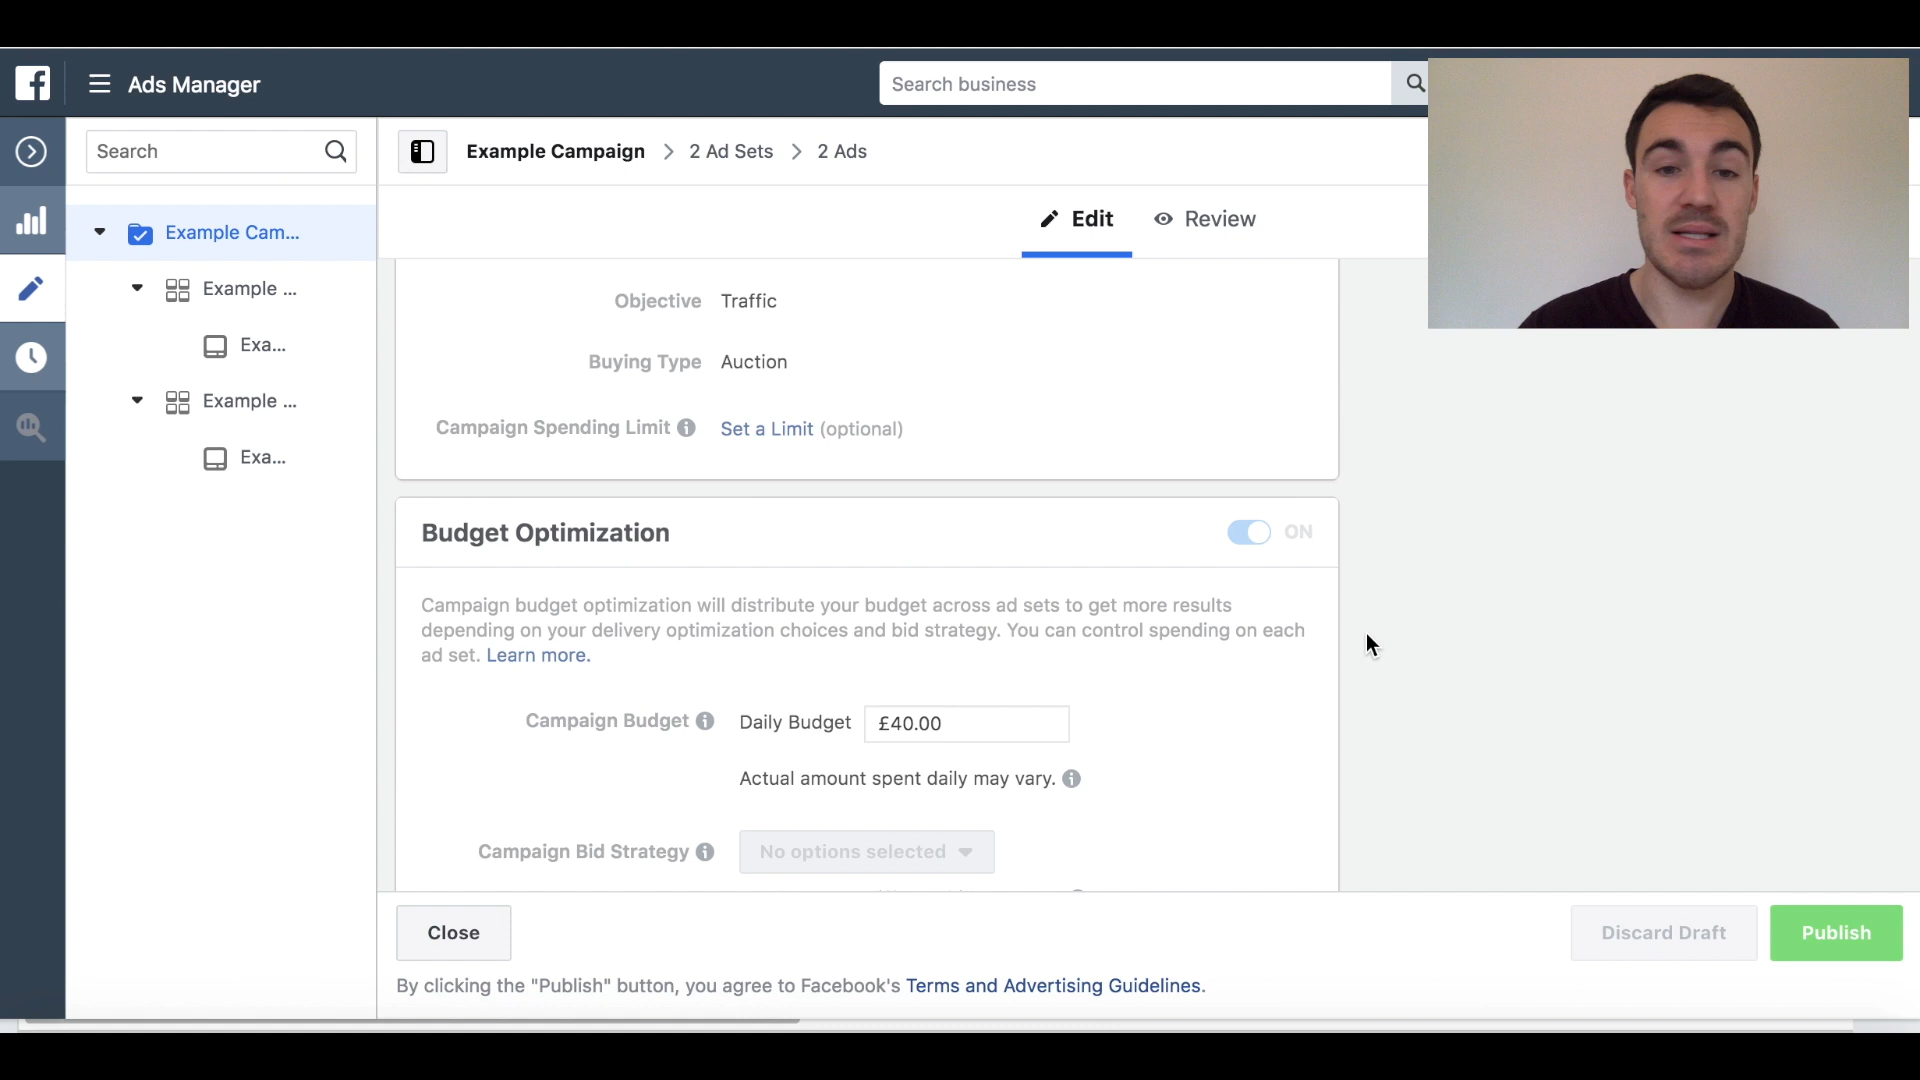 Ads Manager
Search business
Search
Example Campaign > 2 Ad Sets > 2 Ads
Edit
Review
Example Cam...
Example ...
Exa...
Example ...
Exa...
Objective Traffic
Buying Type Auction
Campaign Spending Limit Set a Limit (optional)
Budget Optimization
ON
Campaign budget optimization will distribute your budget across ad sets to get more results
depending on your delivery optimization choices and bid strategy. You can control spending on each
ad set. Learn more.
Campaign Budget Daily Budget £40.00
Actual amount spent daily may vary.
Campaign Bid Strategy No options selected
Close
Discard Draft
Publish
By clicking the "Publish" button, you agree to Facebook's Terms and Advertising Guidelines.